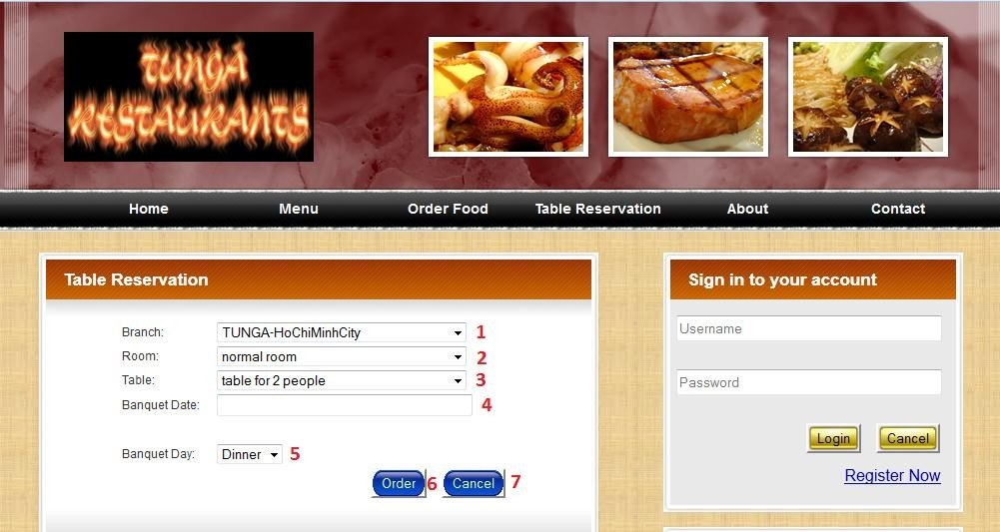 TUNGA
RESTAURANTS
Home Menu Order Food Table Reservation About Contact
Table Reservation
Branch: TUNGA-HoChiMinhCity 1
Room: normal room 2
Table: table for 2 people 3
Banquet Date: 4
Banquet Day: Dinner 5
Order 6 Cancel 7
Sign in to your account
Username
Password
Login Cancel
Register Now